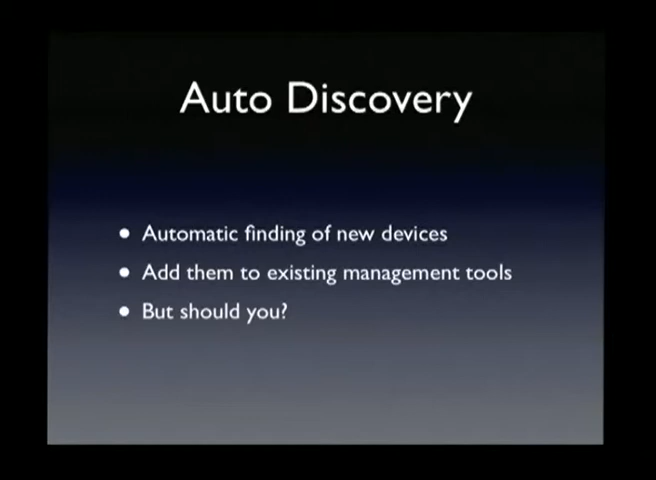 Auto Discovery
• Automatic finding of new devices
• Add them to existing management tools
• But should you?